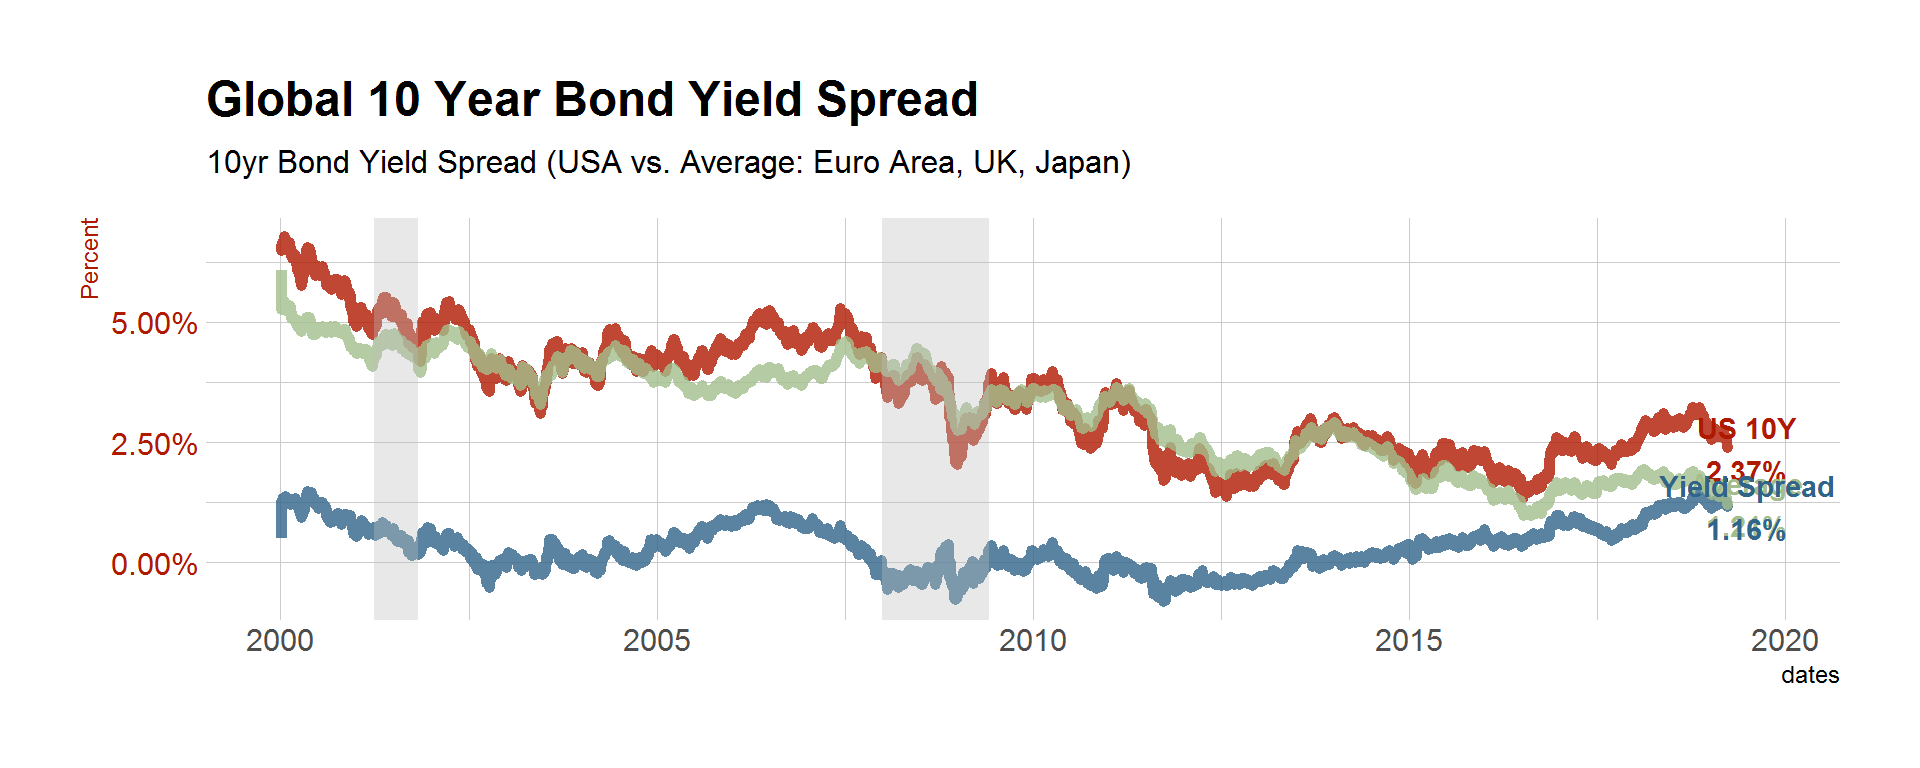 Global 10 Year Bond Yield Spread
10yr Bond Yield Spread (USA vs. Average: Euro Area, UK, Japan)
Percent
5.00%
2.50%
0.00%
US 10Y
2.37%
Yield Spread
1.21%
1.16%
2000 2005 2010 2015 2020
dates